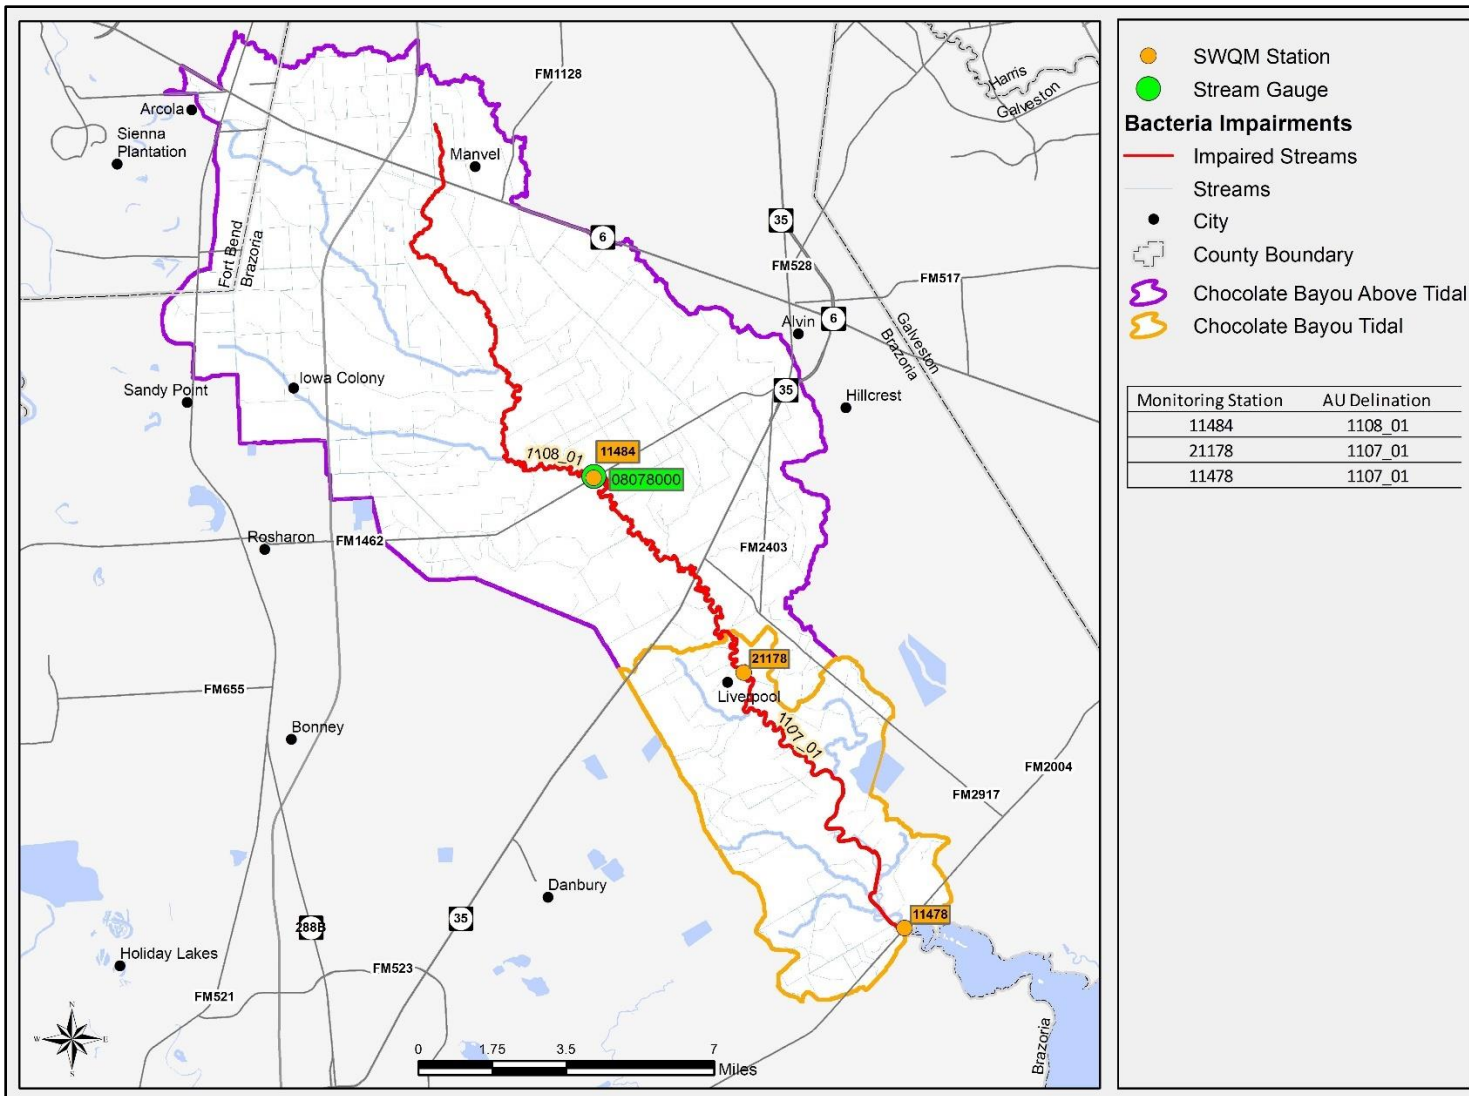 FM1128
Harris
Galveston
Arcola
Sienna
Plantation
Manvel
Fort Bend
Brazoria
6
35
FM528
FM517
Alvin
6
Galveston
Brazoria
Iowa Colony
Sandy Point
35
Hillcrest
1108_01
11484
08078000
Rosharon
FM1462
FM2403
21178
Liverpool
FM655
Bonney
1107_01
FM2004
FM2917
Danbury
11478
35
288B
Holiday Lakes
FM523
FM521
Brazoria
N
W
E
S
0
1.75
3.5
7
Miles
SWQM Station
Stream Gauge
Bacteria Impairments
Impaired Streams
Streams
City
County Boundary
Chocolate Bayou Above Tidal
Chocolate Bayou Tidal
Monitoring Station AU Delination
11484 1108_01
21178 1107_01
11478 1107_01